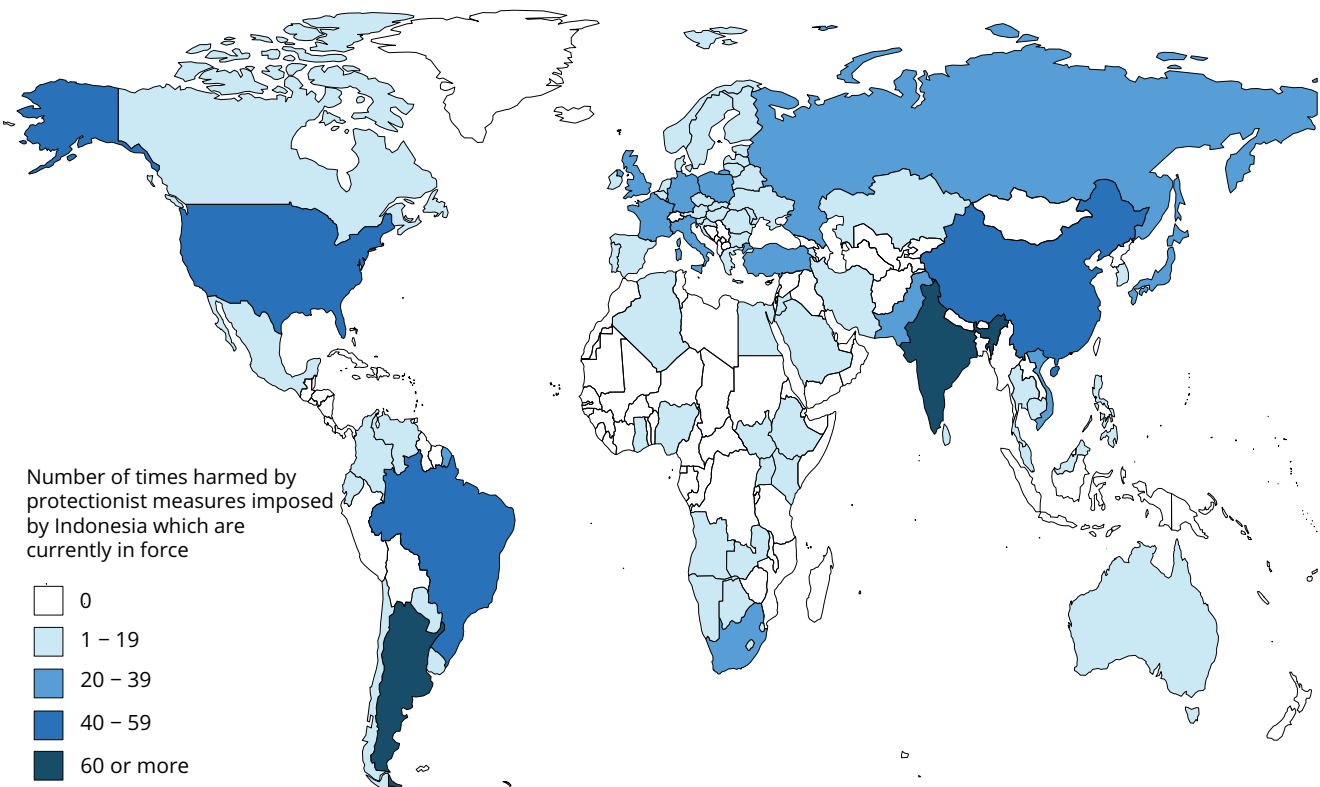 Number of times harmed by
protectionist measures imposed
by Indonesia which are
currently in force
0
1 − 19
20 − 39
40 − 59
60 or more